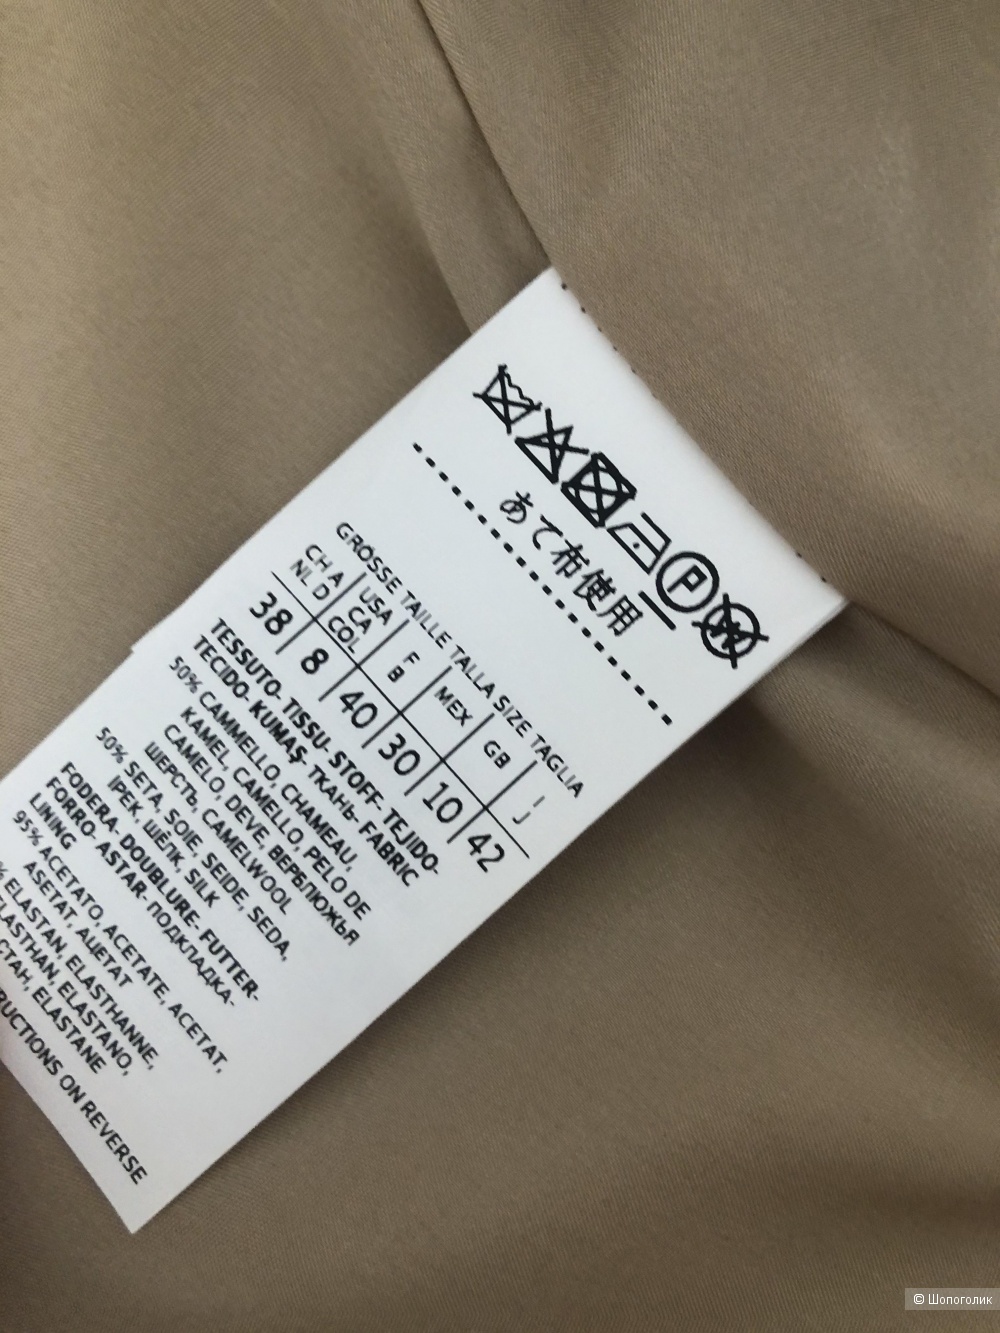 P
W
あて布使用
GROSSE TAILLE TALLA SIZE TAGLIA
CH A NL D | USA CA COL | F B | MEX | GB | I J
38 | 8 | 40 | 30 | 10 | 42
TESSUTO- TISSU- STOFF- TEJIDO-
TECIDO- KUMAŞ- ТКАНЬ- FABRIC
50% CAMMELLO, CHAMEAU,
KAMEL, CAMELLO, PELO DE
CAMELO, DEVE, ВЕРБЛЮЖЬЯ
ШЕРСТЬ, CAMELWOOL
50% SETA, SOIE, SEIDE, SEDA,
İPEK, ШЁЛК, SILK
FODERA- DOUBLURE- FUTTER-
FORRO- ASTAR- ПОДКЛАДКА-
LINING
95% ACETATO, ACETATE, ACETAT,
ASETAT, АЦЕТАТ
% ELASTAN, ELASTHANNE,
ELASTHAN, ELASTANO,
СТАН, ELASTANE
RUCTIONS ON REVERSE
© Шопоголик